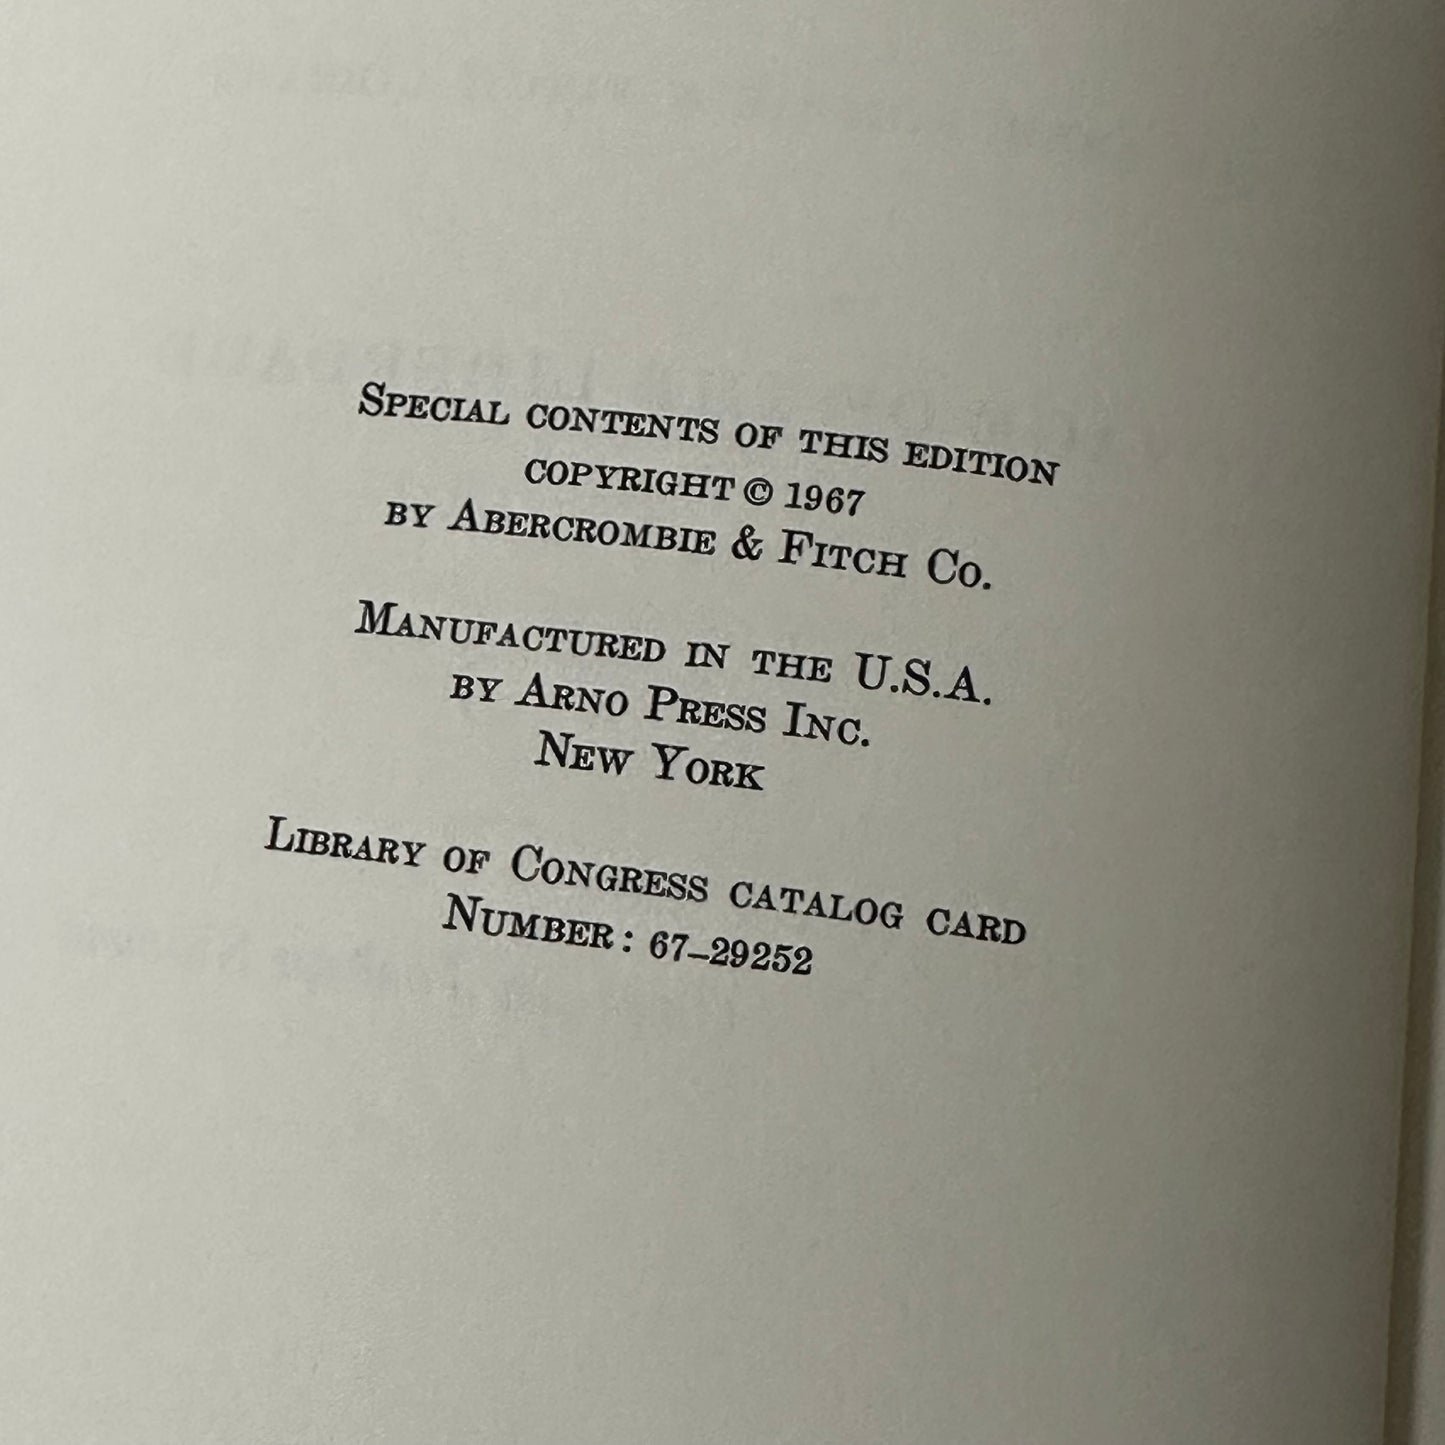 Special contents of this edition
copyright © 1967
by Abercrombie & Fitch Co.
Manufactured in the U.S.A.
by Arno Press Inc.
New York
Library of Congress catalog card
Number: 67–29252